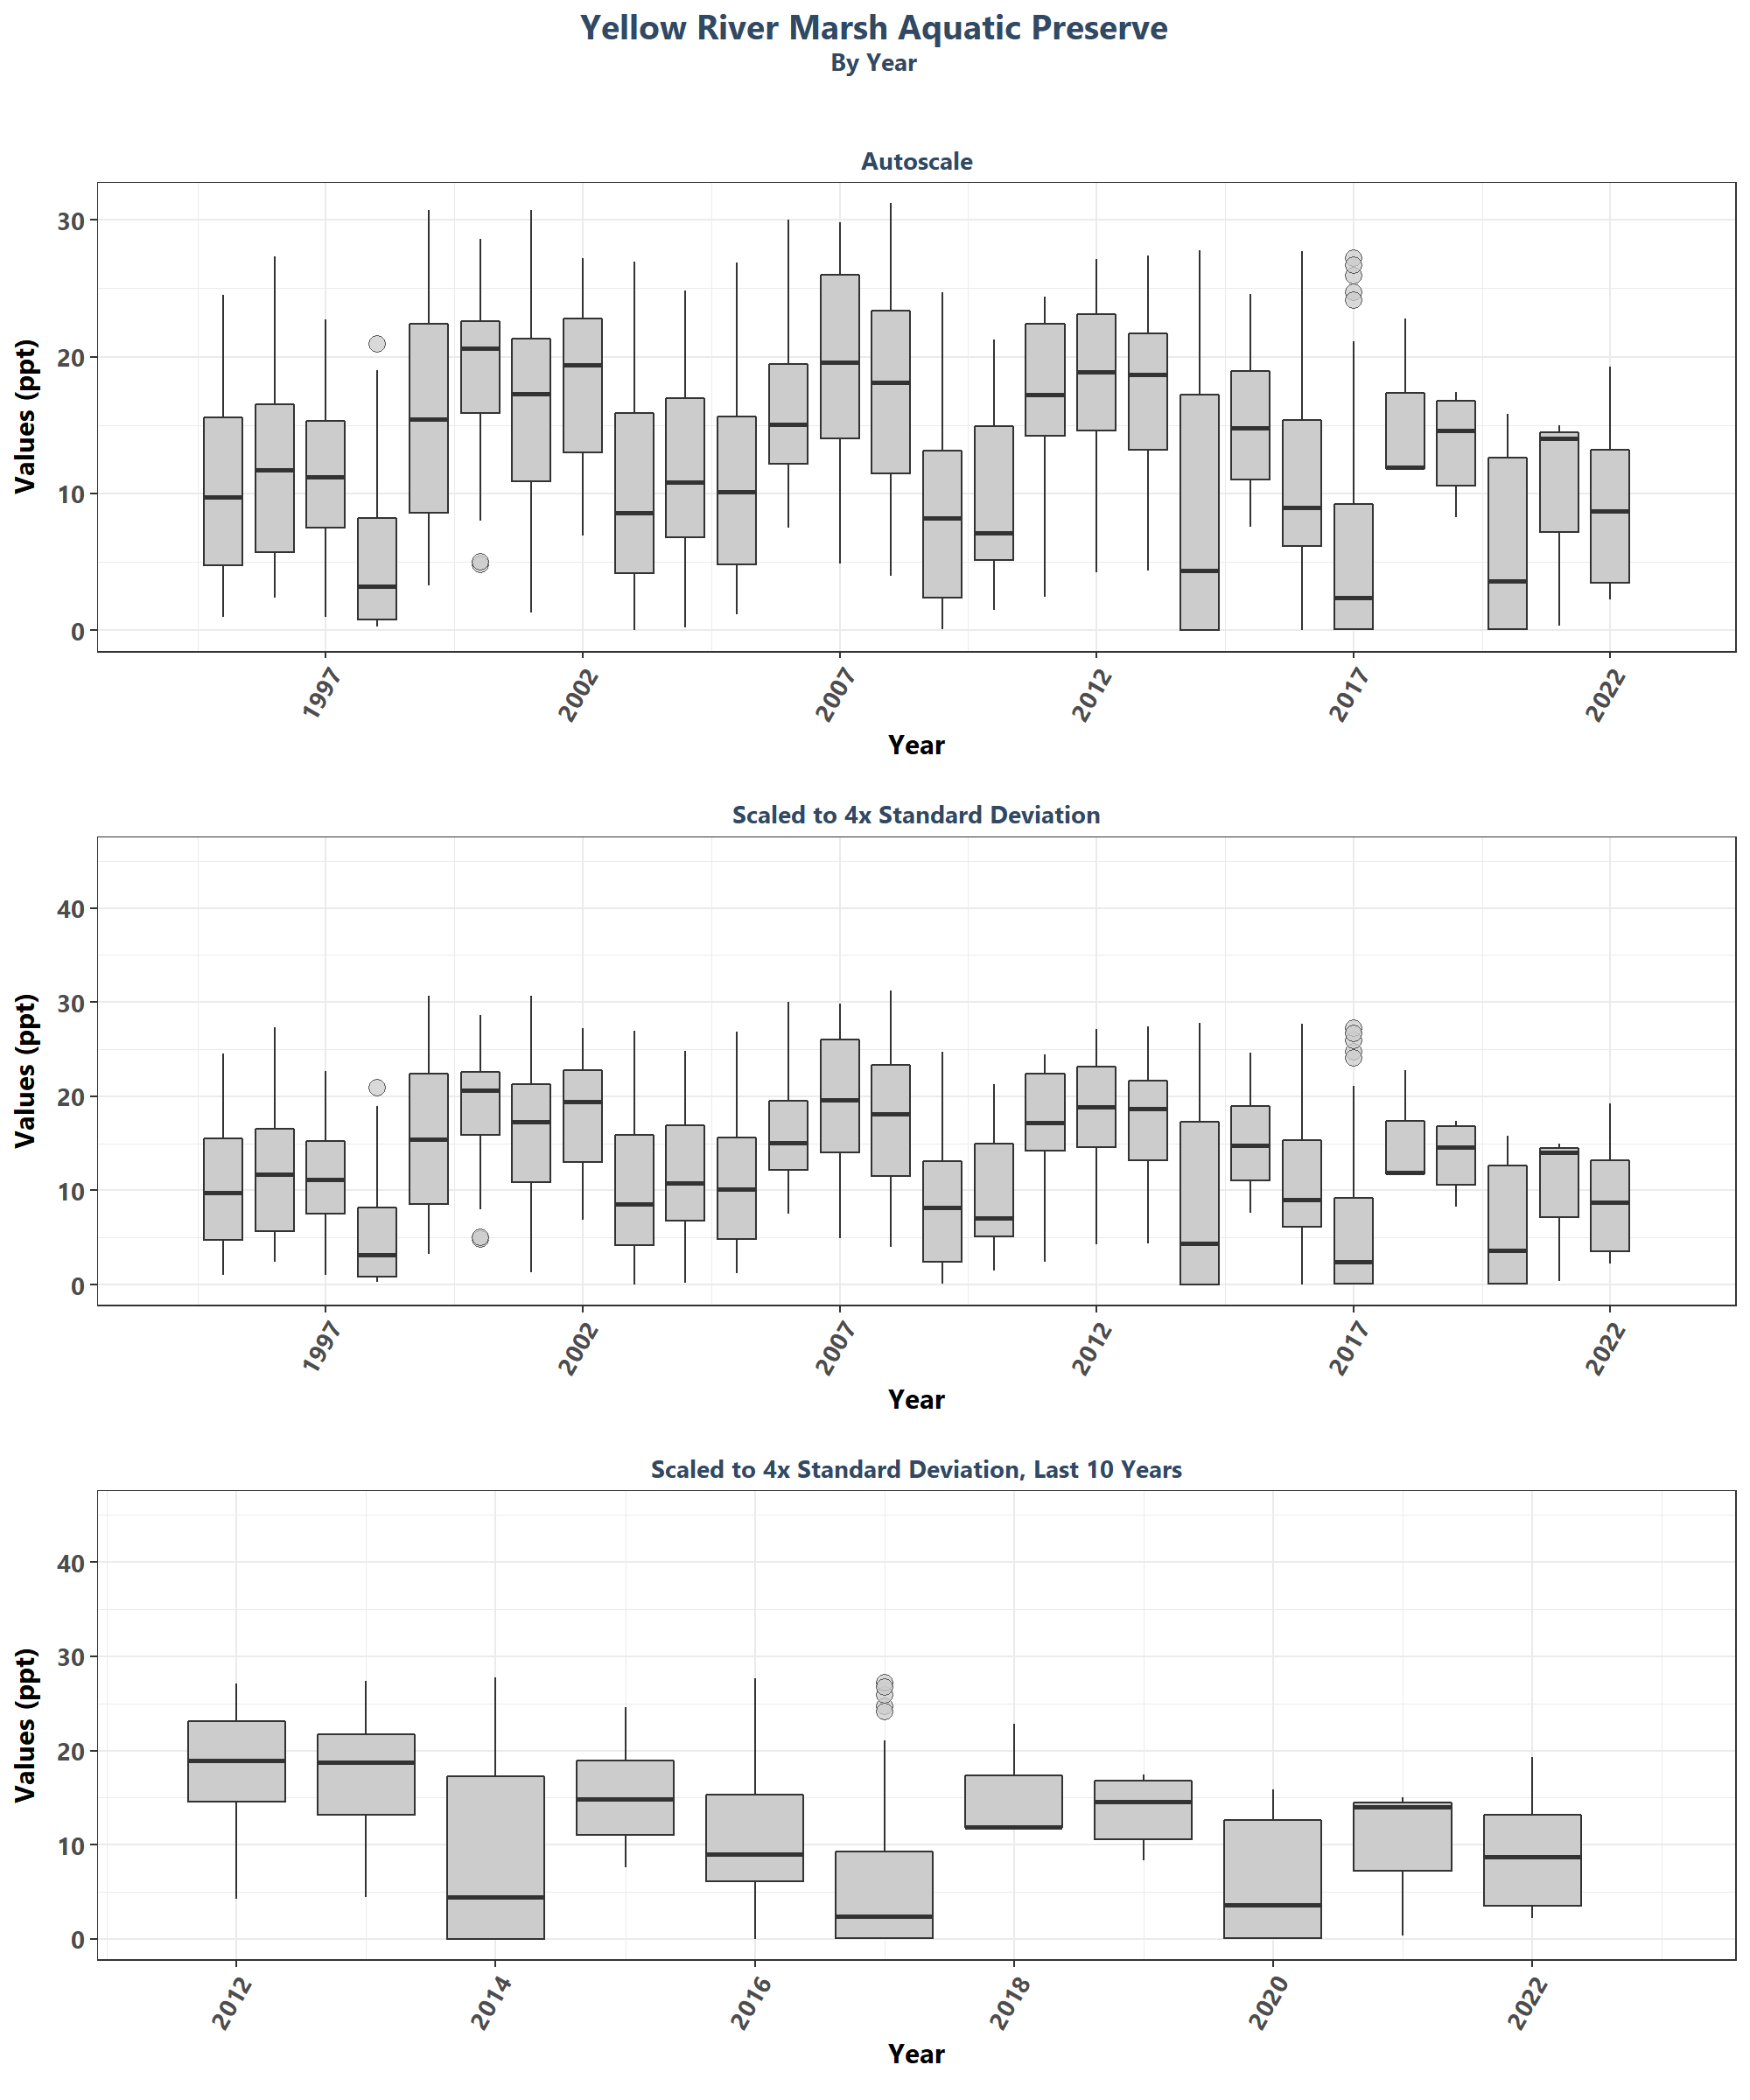 Yellow River Marsh Aquatic Preserve
By Year
Autoscale
Values (ppt)
30
20
10
0
1997
2002
2007
2012
2017
2022
Year
Scaled to 4x Standard Deviation
Values (ppt)
40
30
20
10
0
1997
2002
2007
2012
2017
2022
Year
Scaled to 4x Standard Deviation, Last 10 Years
Values (ppt)
40
30
20
10
0
2012
2014
2016
2018
2020
2022
Year